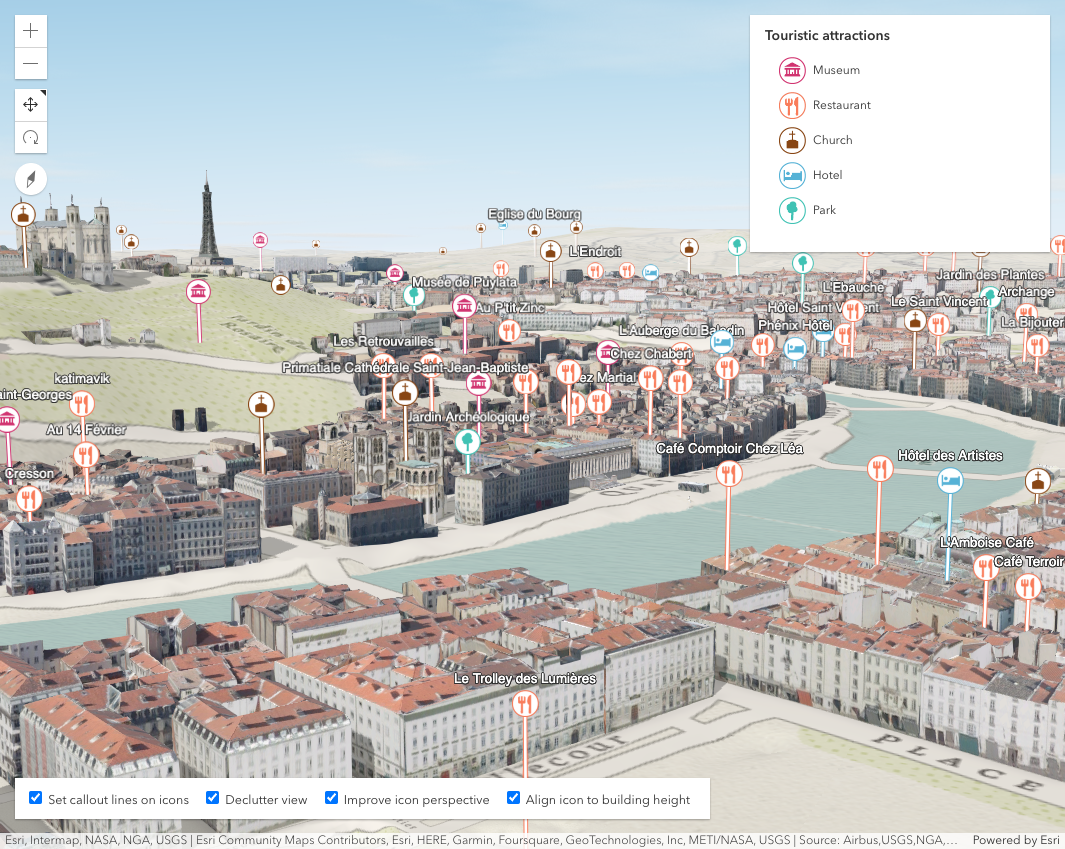 Touristic attractions
Museum
Restaurant
Church
Hotel
Park
Eglise du Bourg
L'Endroit
Musée de Puylata
Jardin des Plantes
L'Ebauche
Archange
Au P'tit Zinc
Hôtel Saint Vincent
Le Saint Vincent
L'Auberge du Baladin
Phénix Hôtel
La Bijouter
Les Retrouvailles
Chez Chabert
Primatiale Cathédrale Saint-Jean-Baptiste
ez Martial
katimavik
aint-Georges
Jardin Archéologique
Au 14 Février
Café Comptoir Chez Léa
Hôtel des Artistes
Cresson
L'Amboise Café
Café Terroir
Le Trolley des Lumières
lecour
PLACE
Set callout lines on icons
Declutter view
Improve icon perspective
Align icon to building height
Esri, Intermap, NASA, NGA, USGS | Esri Community Maps Contributors, Esri, HERE, Garmin, Foursquare, GeoTechnologies, Inc, METI/NASA, USGS | Source: Airbus,USGS,NGA,…
Powered by Esri